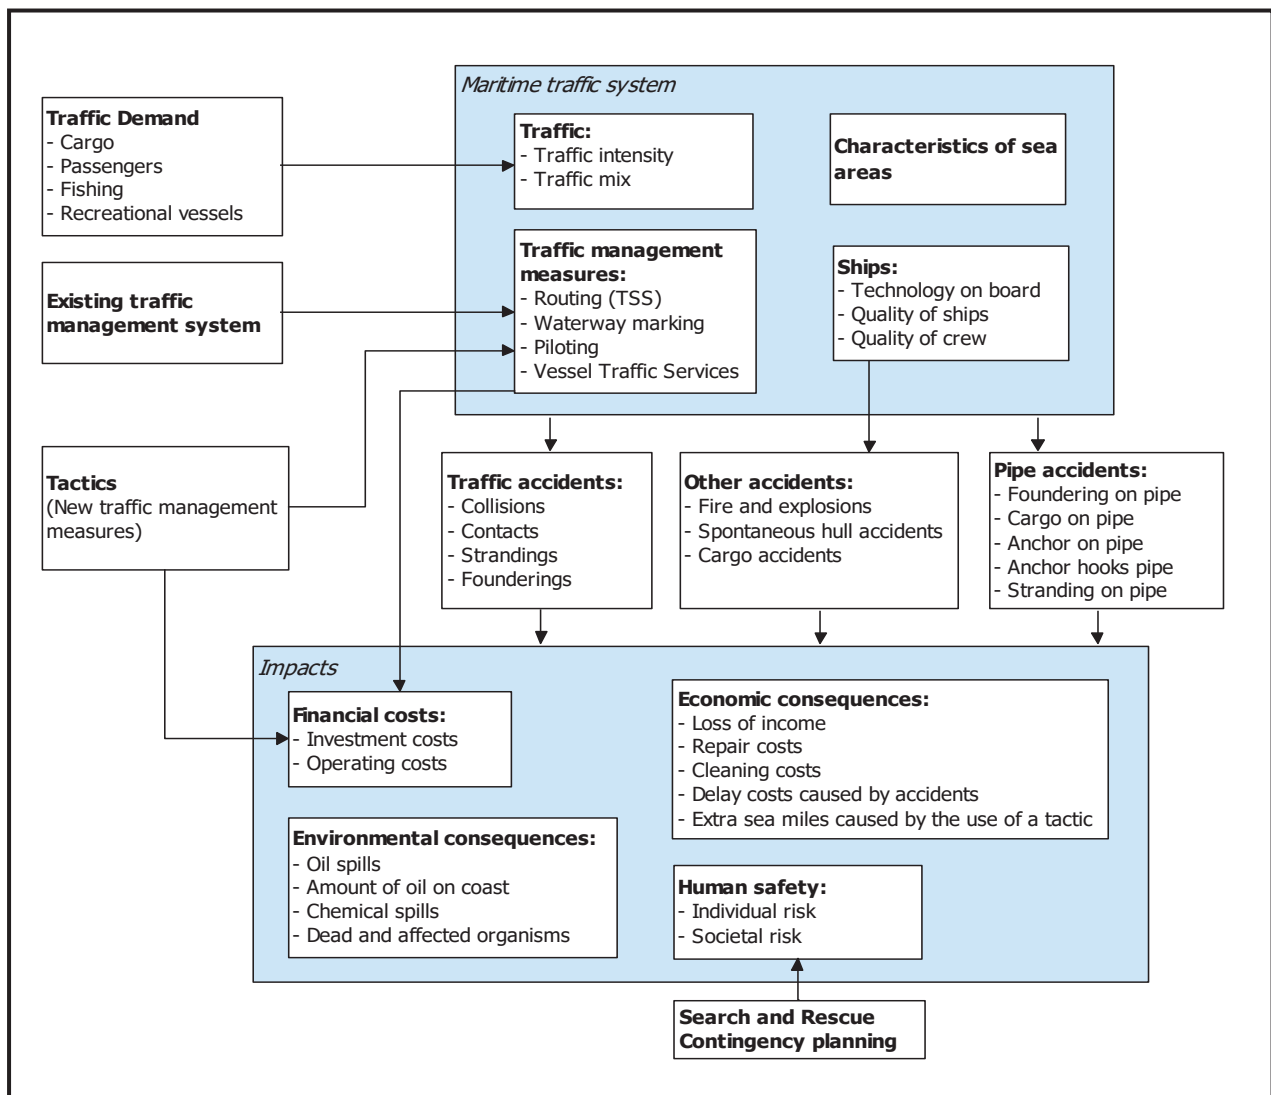 Maritime traffic system
Traffic Demand
- Cargo
- Passengers
- Fishing
- Recreational vessels
Traffic:
- Traffic intensity
- Traffic mix
Characteristics of sea
areas
Existing traffic
management system
Traffic management
measures:
- Routing (TSS)
- Waterway marking
- Piloting
- Vessel Traffic Services
Ships:
- Technology on board
- Quality of ships
- Quality of crew
Tactics
(New traffic management
measures)
Traffic accidents:
- Collisions
- Contacts
- Strandings
- Founderings
Other accidents:
- Fire and explosions
- Spontaneous hull accidents
- Cargo accidents
Pipe accidents:
- Foundering on pipe
- Cargo on pipe
- Anchor on pipe
- Anchor hooks pipe
- Stranding on pipe
Impacts
Financial costs:
- Investment costs
- Operating costs
Economic consequences:
- Loss of income
- Repair costs
- Cleaning costs
- Delay costs caused by accidents
- Extra sea miles caused by the use of a tactic
Environmental consequences:
- Oil spills
- Amount of oil on coast
- Chemical spills
- Dead and affected organisms
Human safety:
- Individual risk
- Societal risk
Search and Rescue
Contingency planning